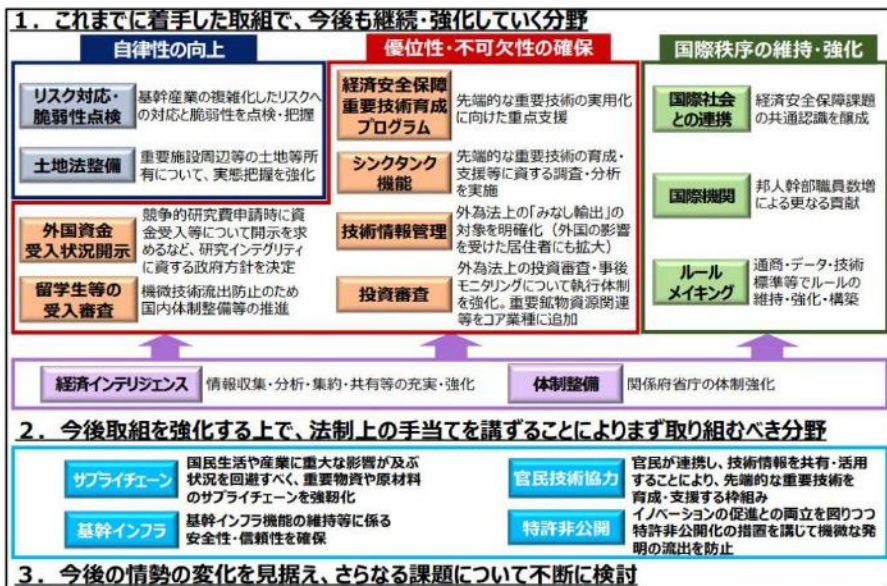 1．これまでに着手した取組で、今後も継続・強化していく分野
自律性の向上
リスク対応・
脆弱性点検
基幹産業の複雑化したリスクへ
の対応と脆弱性を点検・把握
土地法整備
重要施設周辺等の土地等所
有について、実態把握を強化
優位性・不可欠性の確保
経済安全保障
重要技術育成
プログラム
先端的な重要技術の実用化
に向けた重点支援
シンクタンク
機能
先端的な重要技術の育成・
支援等に資する調査・分析
を実施
外国資金
受入状況開示
競争的研究費申請時に資
金受入等について開示を求
めるなど、研究インテグリティ
に資する政府方針を決定
技術情報管理
外為法上の「みなし輸出」の
対象を明確化（外国の影響
を受けた居住者にも拡大）
留学生等の
受入審査
機微技術流出防止のため
国内体制整備等の推進
投資審査
外為法上の投資審査・事後
モニタリングについて執行体制
を強化。重要鉱物資源関連
等をコア業種に追加
国際秩序の維持・強化
国際社会
との連携
経済安全保障課題
の共通認識を醸成
国際機関
邦人幹部職員数増
による更なる貢献
ルール
メイキング
通商・データ・技術
標準等でルールの
維持・強化・構築
経済インテリジェンス
情報収集・分析・集約・共有等の充実・強化
体制整備
関係府省庁の体制強化
2．今後取組を強化する上で、法制上の手当てを講ずることによりまず取り組むべき分野
サプライチェーン
国民生活や産業に重大な影響が及ぶ
状況を回避すべく、重要物資や原材料
のサプライチェーンを強靭化
基幹インフラ
基幹インフラ機能の維持等に係る
安全性・信頼性を確保
官民技術協力
官民が連携し、技術情報を共有・活用
することにより、先端的な重要技術を
育成・支援する枠組み
特許非公開
イノベーションの促進との両立を図りつつ
特許非公開化の措置を講じて機微な発
明の流出を防止
3．今後の情勢の変化を見据え、さらなる課題について不断に検討